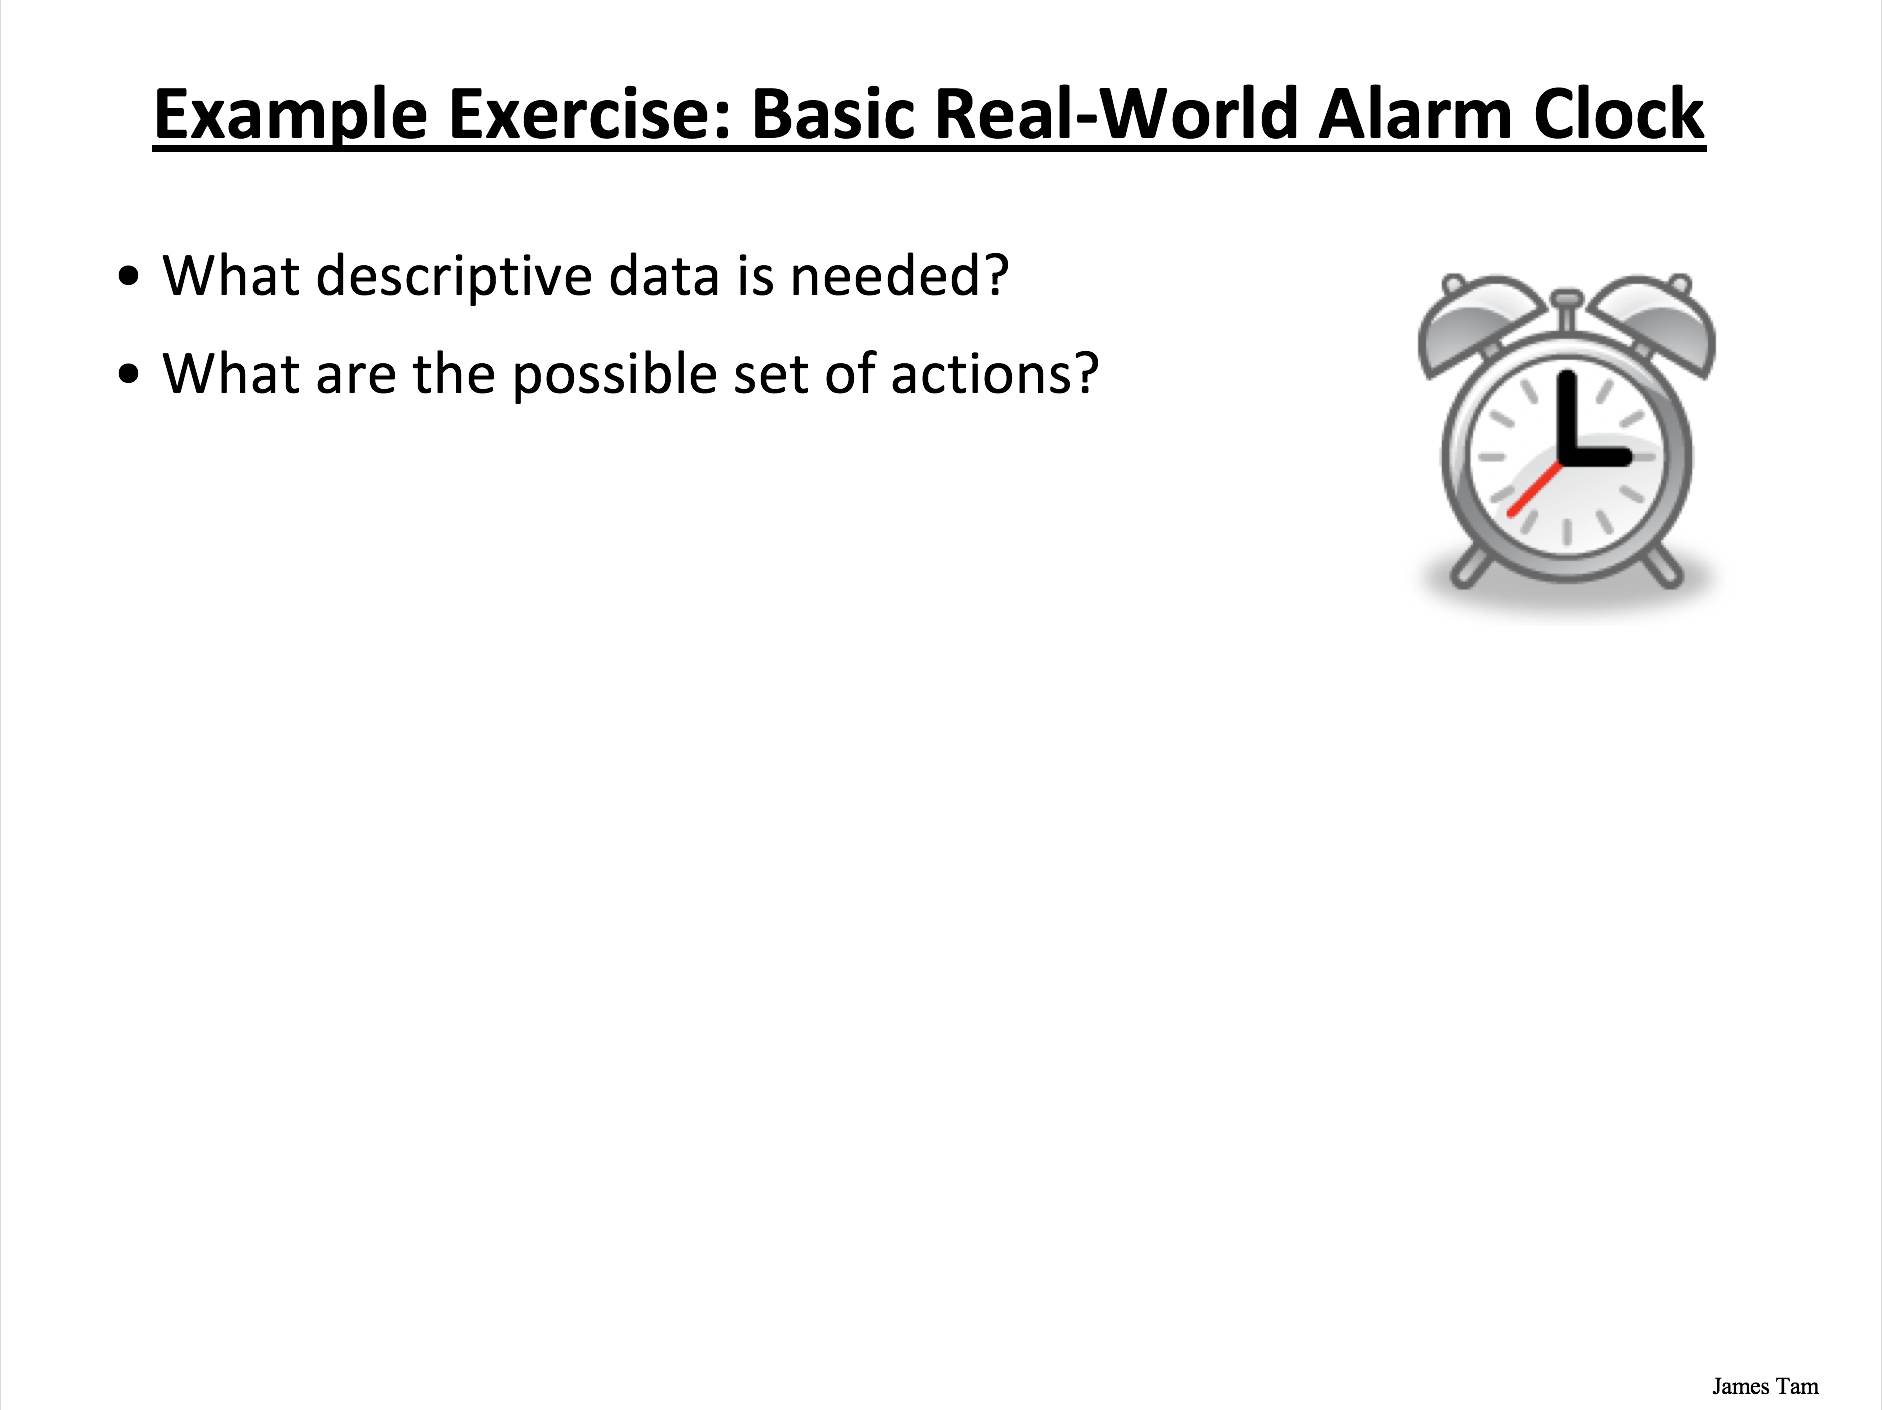 Example Exercise: Basic Real-World Alarm Clock
• What descriptive data is needed?
• What are the possible set of actions?
James Tam